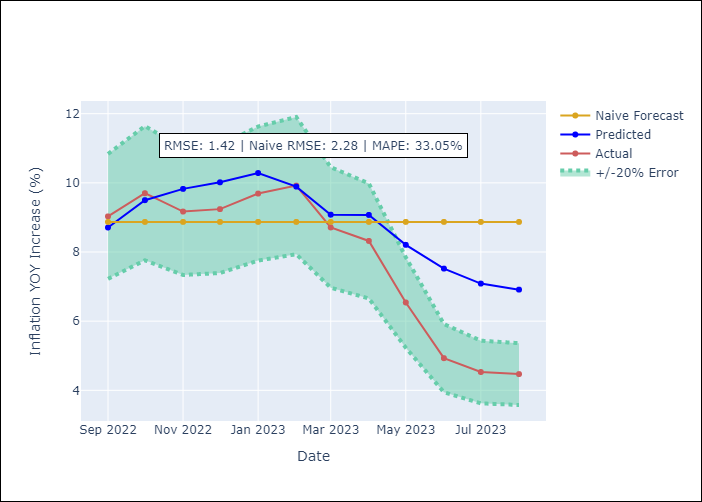 12
10
8
6
4
Inflation YOY Increase (%)
RMSE: 1.42 | Naive RMSE: 2.28 | MAPE: 33.05%
Sep 2022
Nov 2022
Jan 2023
Mar 2023
May 2023
Jul 2023
Date
Naive Forecast
Predicted
Actual
+/-20% Error